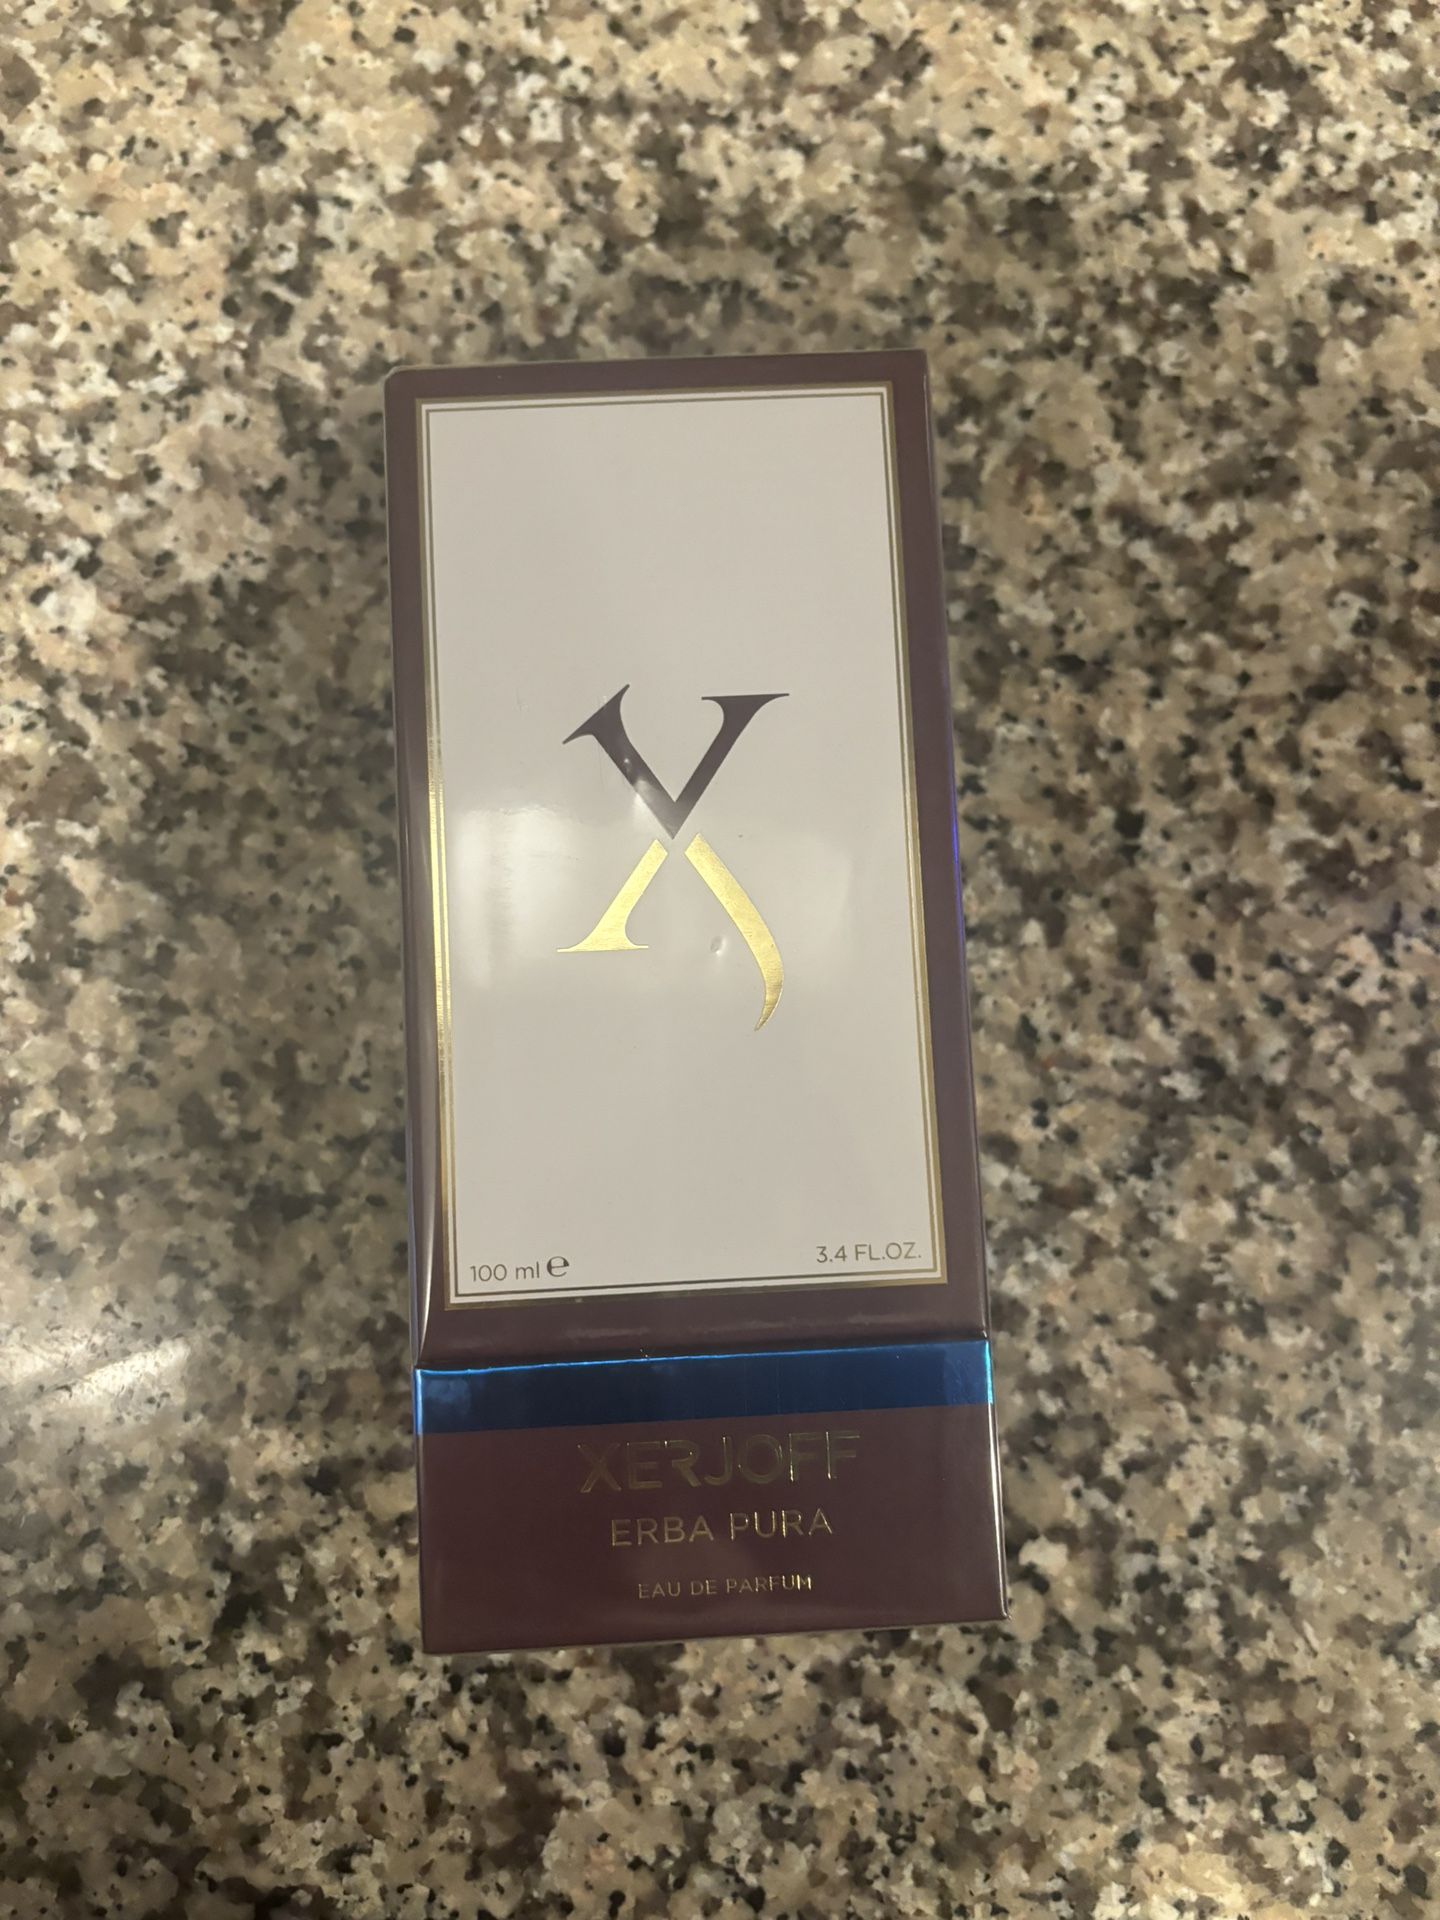 X
100 ml ℮ 3.4 FL.OZ.
XERJOFF
ERBA PURA
EAU DE PARFUM